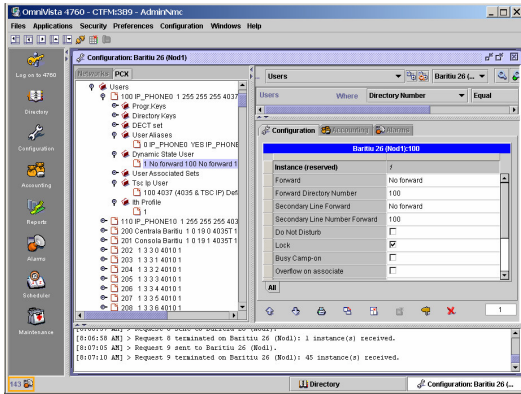 OmniVista 4760 - CTFM:389 - AdminNmc
Files Applications Security Preferences Configuration Windows Help
Log on to 4760
Directory
Configuration
Accounting
Reports
Alarms
Scheduler
Maintenance
143
Configuration: Baritiu 26 (Nod1)
Networks PCX
Users
100 IP_PHONE0 1 255 255 255 4037
Progr.Keys
Directory Keys
DECT set
User Aliases
0 IP_PHONE0 YES IP_PHONE
Dynamic State User
1 No forward 100 No forward 1
User Associated Sets
Tsc Ip User
100 4037 (4035 & TSC IP) Def
Ith Profile
1
110 IP_PHONE10 1 255 255 255 403
200 Centrala Baritiu 1 0 19 0 4035T
201 Consola Baritiu 1 0 19 1 4035T 1
202 1 3 3 0 4010 1
203 1 3 3 1 4010 1
204 1 3 3 2 4010 1
205 1 3 3 3 4010 1
206 1 3 3 4 4010 1
207 1 3 3 5 4010 1
208 1 3 3 6 4010 1
Users Baritiu 26 (...
Users Where Directory Number Equal
Configuration Accounting Alarms
Baritiu 26 (Nod1):100
Instance (reserved) 1
Forward No forward
Forward Directory Number 100
Secondary Line Forward No forward
Secondary Line Number Forward 100
Do Not Disturb
Lock
Busy Camp-on
Overflow on associate
All
1
[8:06:58 AM] > Request 8 terminated on Baritiu 26 (Nod1): 1 instance(s) received.
[8:07:05 AM] > Request 9 sent to Baritiu 26 (Nod1).
[8:07:10 AM] > Request 9 terminated on Baritiu 26 (Nod1): 45 instance(s) received.
Directory
Configuration: Baritiu 26 (...